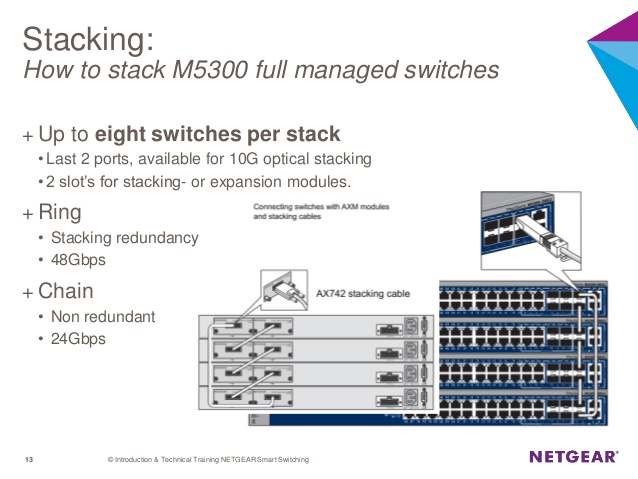 Stacking:
How to stack M5300 full managed switches
+ Up to eight switches per stack
• Last 2 ports, available for 10G optical stacking
• 2 slot’s for stacking- or expansion modules.
+ Ring
• Stacking redundancy
• 48Gbps
+ Chain
• Non redundant
• 24Gbps
Connecting switches with AXM modules
and stacking cables
AX742 stacking cable
13
© Introduction & Technical Training NETGEAR Smart Switching
NETGEAR®